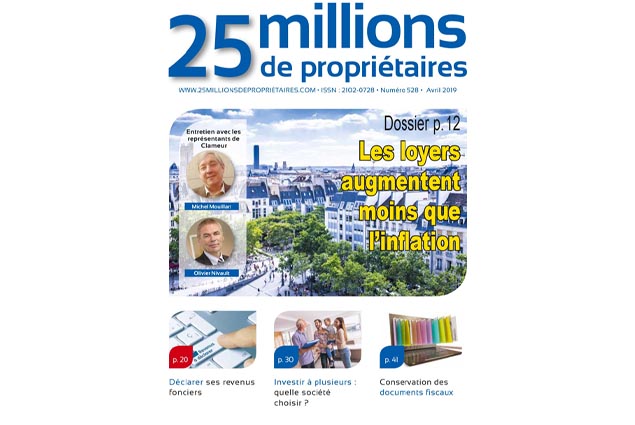 25 millions
de propriétaires
WWW.25MILLIONSDEPROPRIÉTAIRES.COM • ISSN : 2102-0728 • Numéro 528 • Avril 2019
Dossier p. 12
Les loyers
augmentent
moins que
l'inflation
Entretien avec les
représentants de
Clameur
Michel Mouillart
Olivier Nivault
p. 20
Déclarer ses revenus
fonciers
p. 30
Investir à plusieurs :
quelle société
choisir ?
p. 41
Conservation des
documents fiscaux